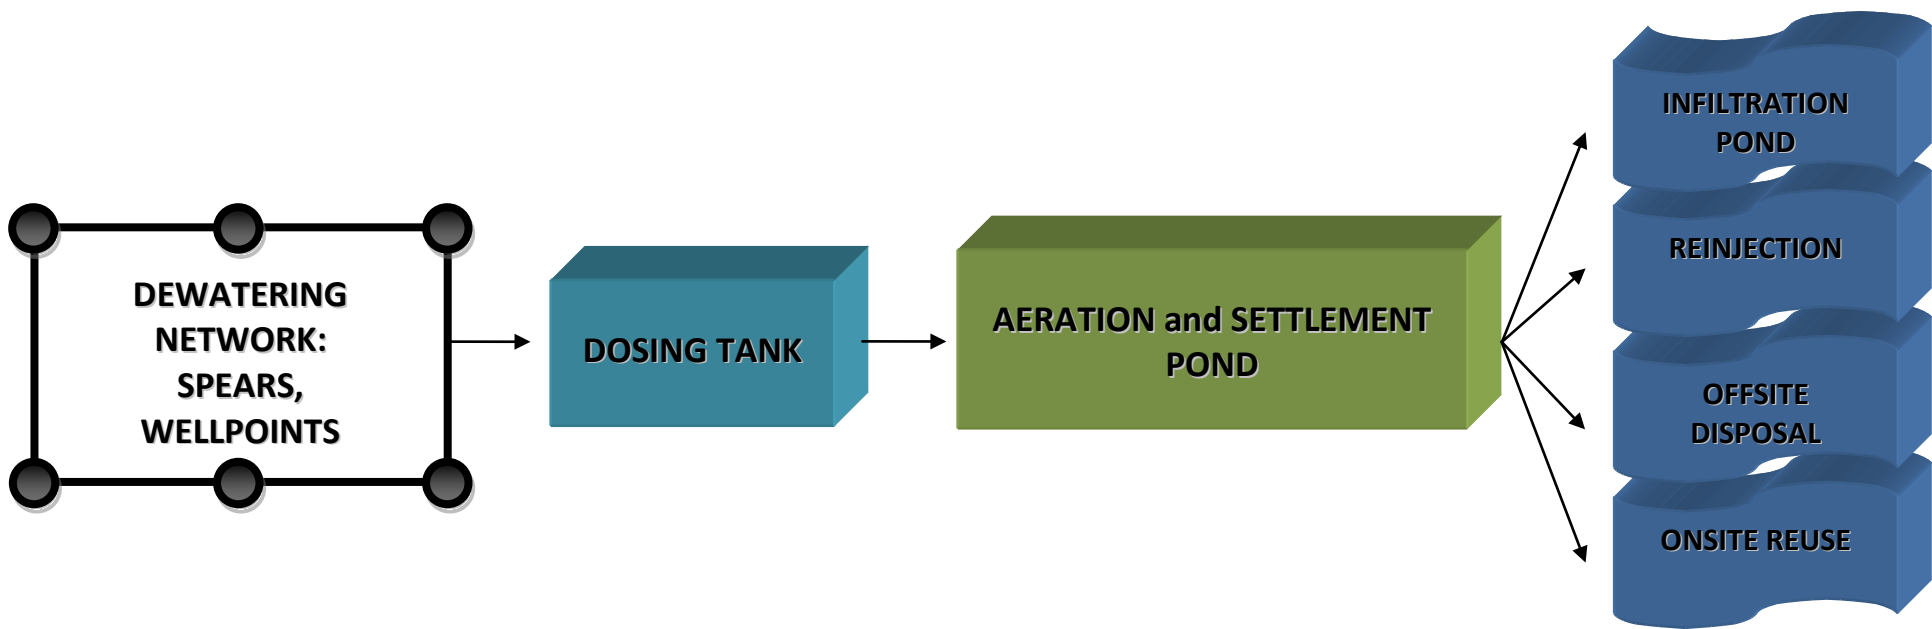 DEWATERING
NETWORK:
SPEARS,
WELLPOINTS
DOSING TANK
AERATION and SETTLEMENT
POND
INFILTRATION
POND
REINJECTION
OFFSITE
DISPOSAL
ONSITE REUSE